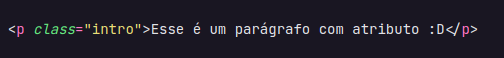 <p class="intro">Esse é um parágrafo com atributo :D</p>